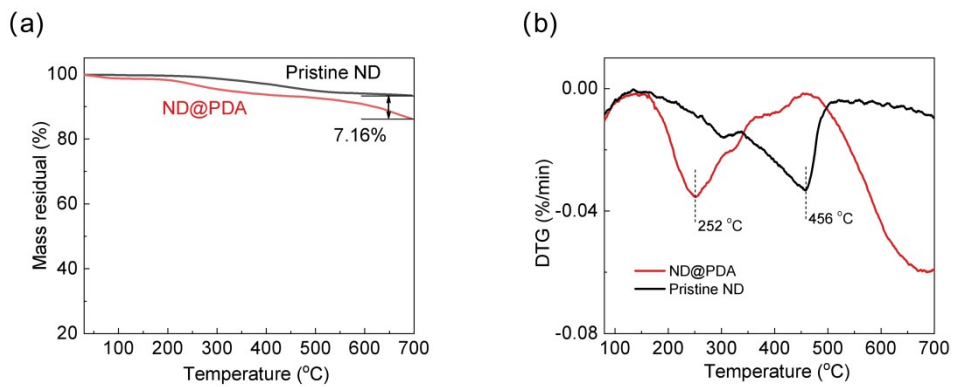 (a)
100
80
60
40
20
Mass residual (%)
Pristine ND
ND@PDA
7.16%
100 200 300 400 500 600 700
Temperature (°C)
(b)
0.00
-0.04
-0.08
DTG (%/min)
252 °C
456 °C
ND@PDA
Pristine ND
100 200 300 400 500 600 700
Temperature (°C)